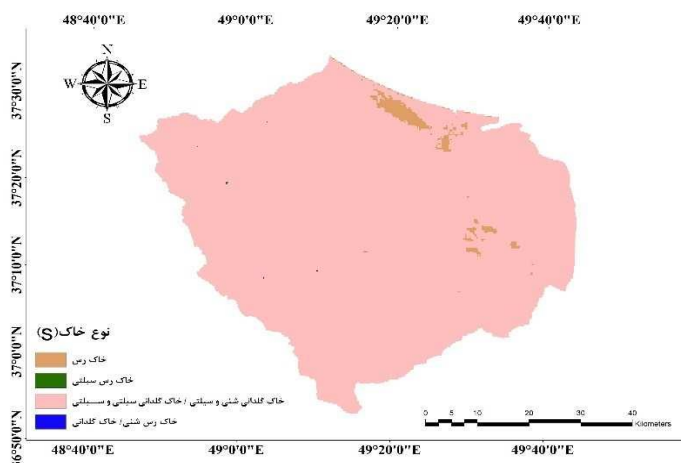 48°40'0"E 49°0'0"E 49°20'0"E 49°40'0"E
N
W E
S
37°30'0"N
37°20'0"N
37°10'0"N
37°0'0"N
36°50'0"N
نوع خاک(S)
خاک رس
خاک رس سیلتی
خاک گلدانی شنی و سیلتی / خاک گلدانی سیلتی و سیلتی
خاک رس شنی/ خاک گلدانی
0 5 10 20 30 40
Kilometers
48°40'0"E 49°0'0"E 49°20'0"E 49°40'0"E